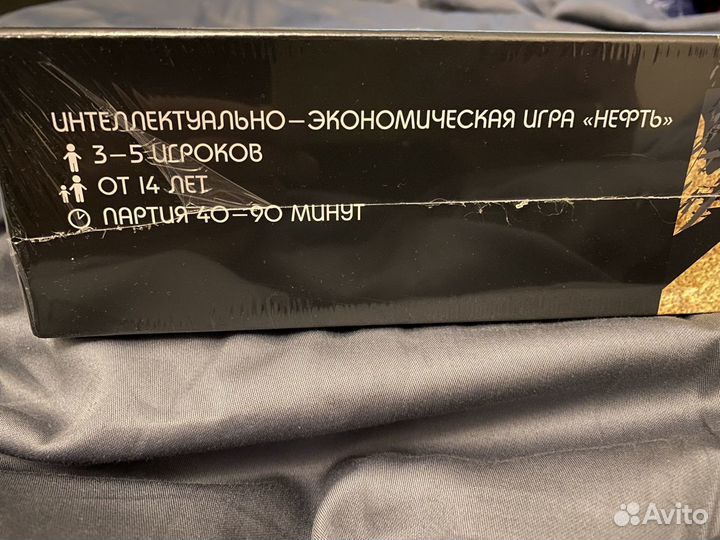 ИНТЕЛЛЕКТУАЛЬНО–ЭКОНОМИЧЕСКАЯ ИГРА «НЕФТЬ»
3–5 ИГРОКОВ
ОТ 14 ЛЕТ
ПАРТИЯ 40–90 МИНУТ
Avito